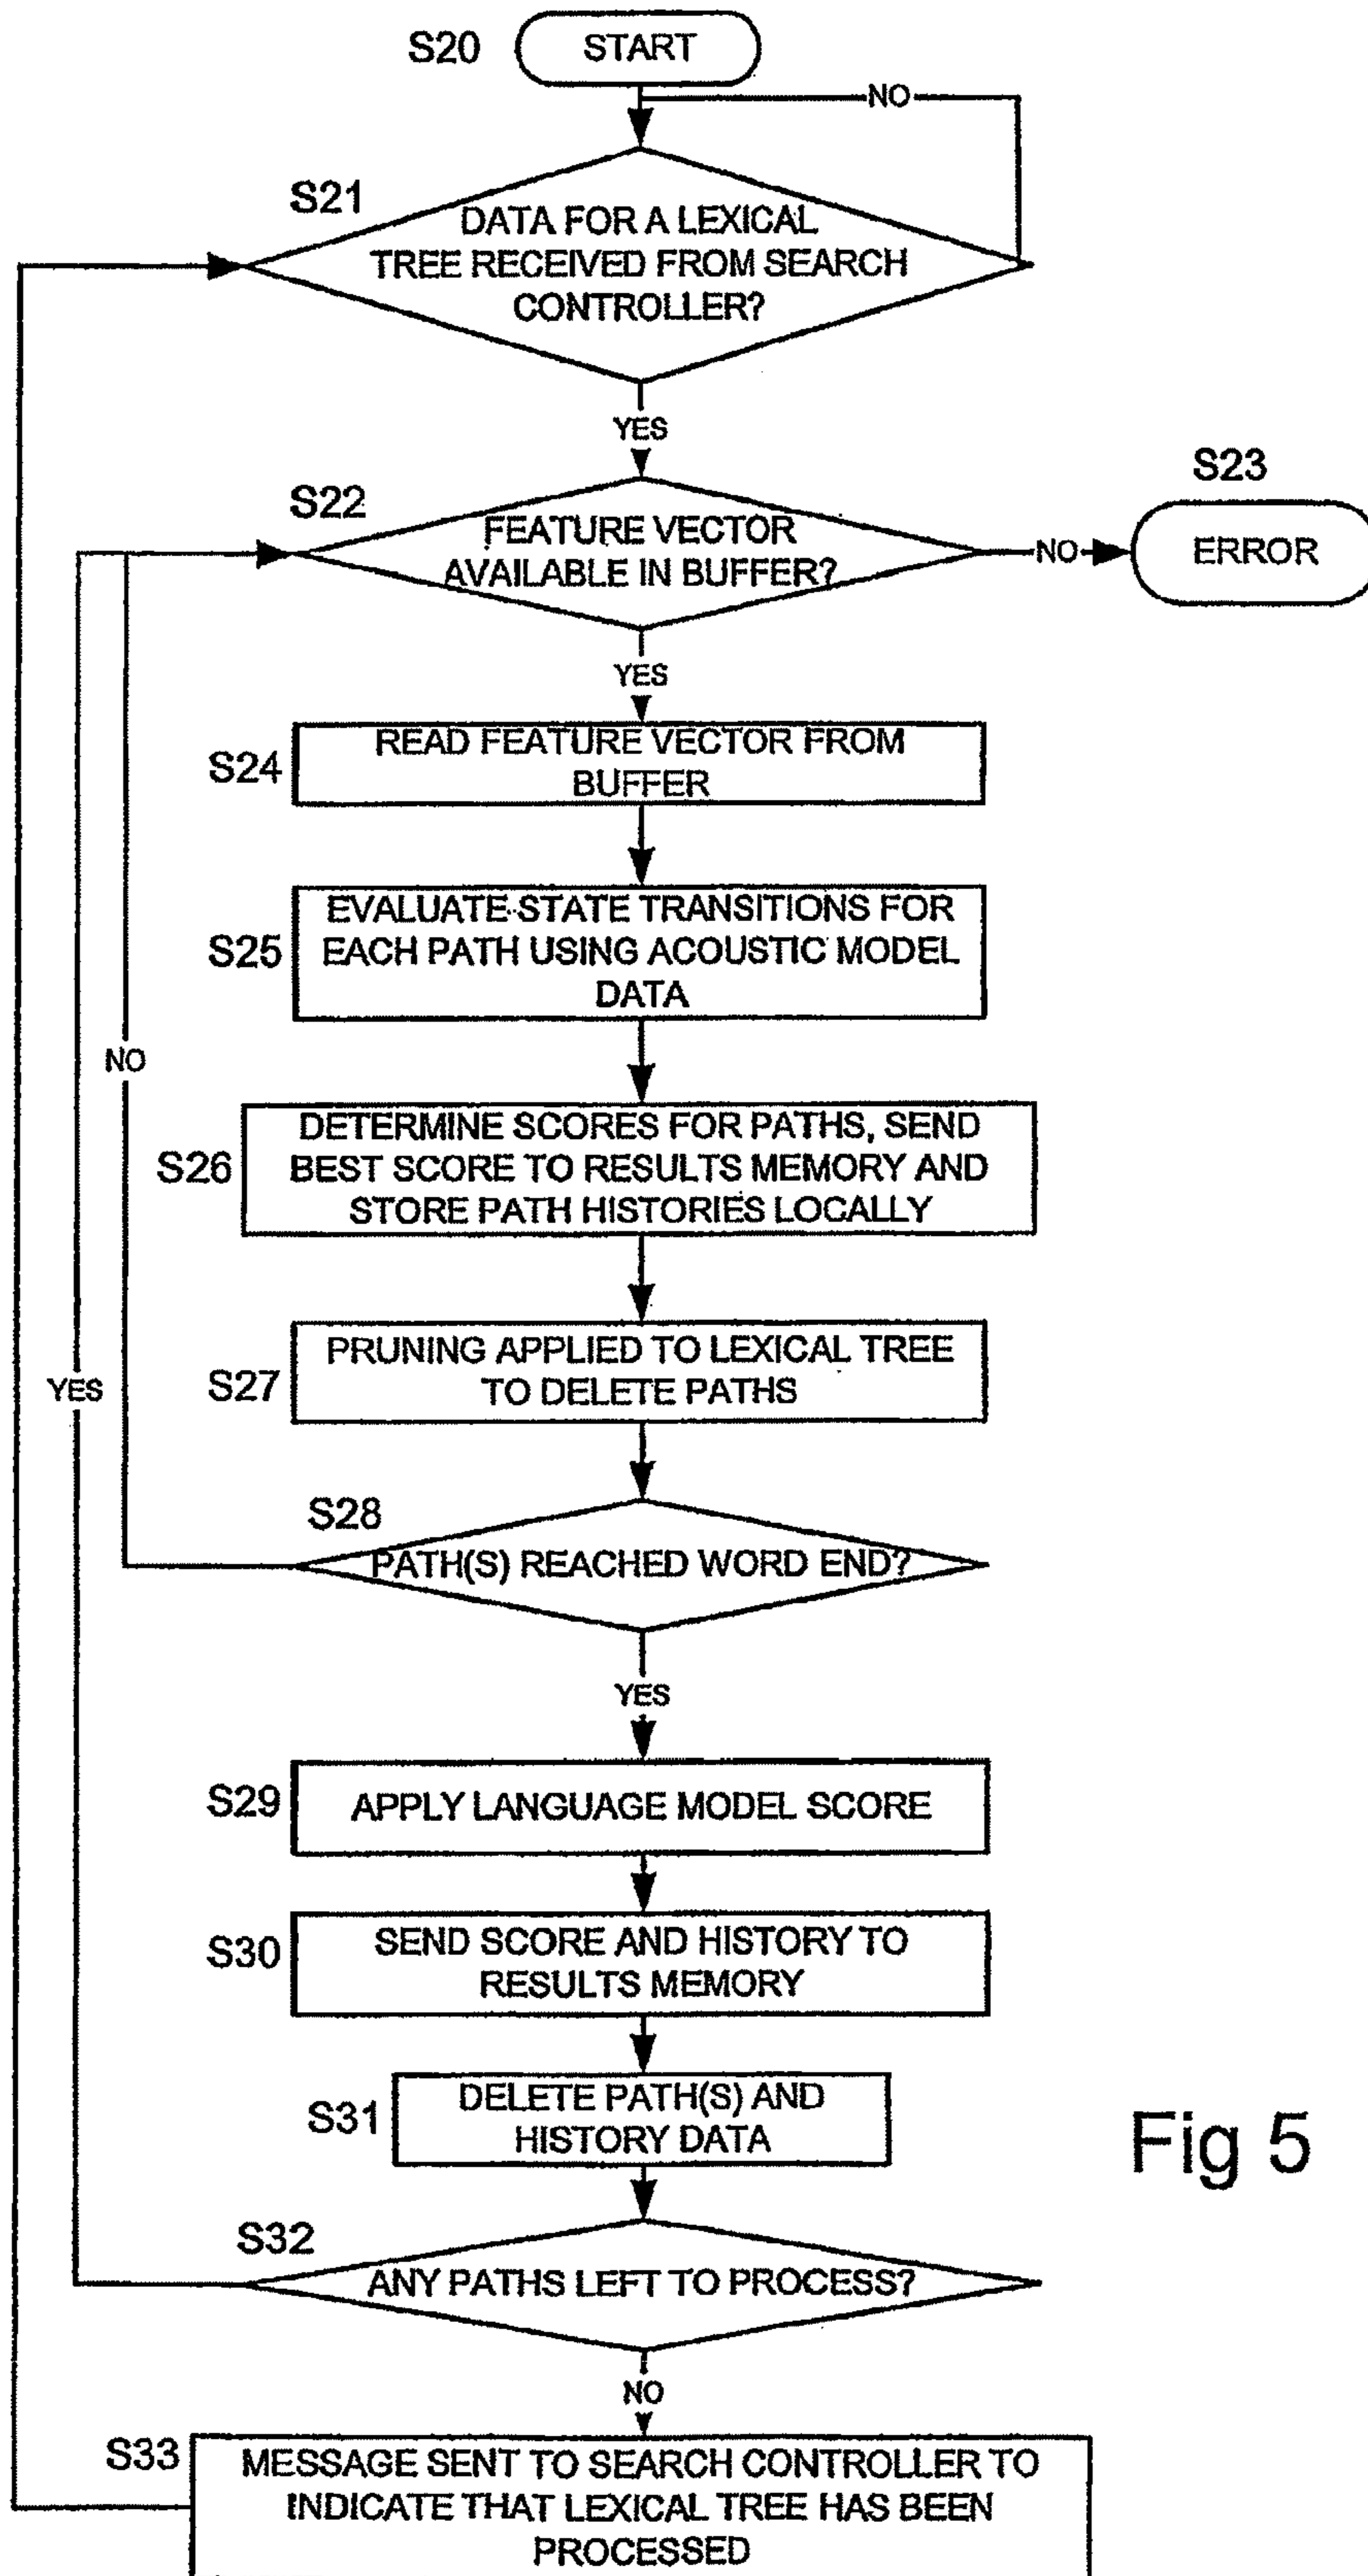 S20
START
NO
S21
DATA FOR A LEXICAL
TREE RECEIVED FROM SEARCH
CONTROLLER?
YES
S22
FEATURE VECTOR
AVAILABLE IN BUFFER?
NO
S23
ERROR
YES
S24
READ FEATURE VECTOR FROM
BUFFER
S25
EVALUATE STATE TRANSITIONS FOR
EACH PATH USING ACOUSTIC MODEL
DATA
NO
S26
DETERMINE SCORES FOR PATHS, SEND
BEST SCORE TO RESULTS MEMORY AND
STORE PATH HISTORIES LOCALLY
YES
S27
PRUNING APPLIED TO LEXICAL TREE
TO DELETE PATHS
S28
PATH(S) REACHED WORD END?
YES
S29
APPLY LANGUAGE MODEL SCORE
S30
SEND SCORE AND HISTORY TO
RESULTS MEMORY
S31
DELETE PATH(S) AND
HISTORY DATA
Fig 5
S32
ANY PATHS LEFT TO PROCESS?
NO
S33
MESSAGE SENT TO SEARCH CONTROLLER TO
INDICATE THAT LEXICAL TREE HAS BEEN
PROCESSED